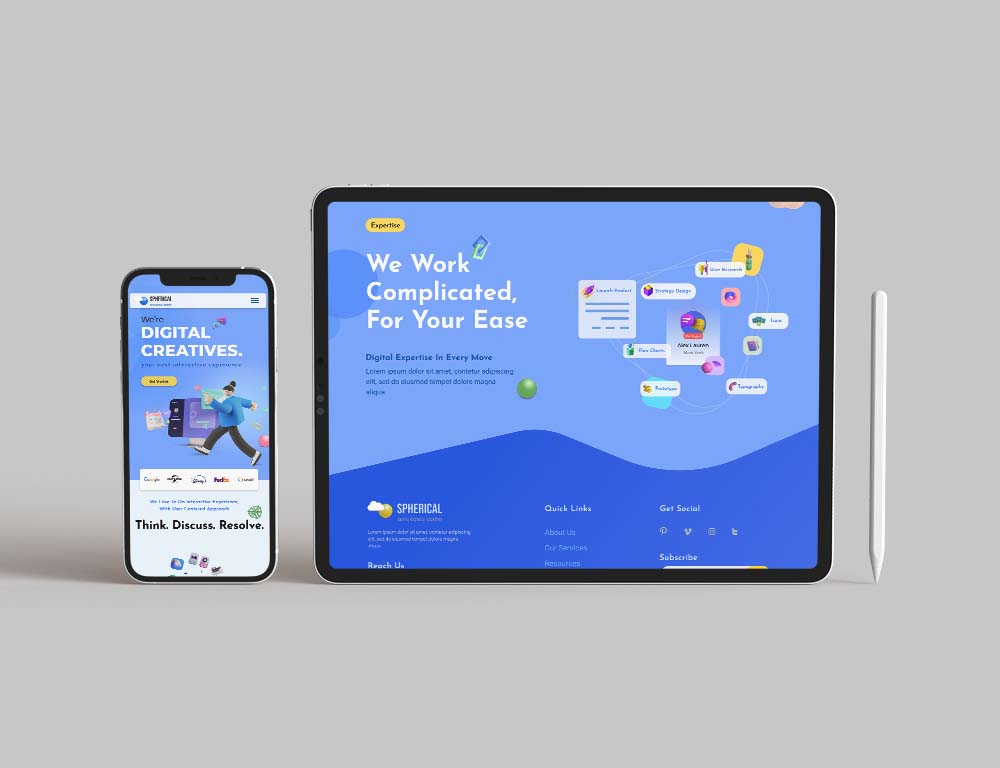 SPHERICAL
We're
DIGITAL
CREATIVES.
your next interactive experience
Get Started
Google
Disney
FedEx
We Love To Do Interactive Experience,
With User Centered Approach
Think. Discuss. Resolve.
Expertise
We Work
Complicated,
For Your Ease
Digital Expertise In Every Move
Lorem ipsum dolor sit amet, contetur adipiscing
elit, sed do eiusmod tempot dolore magna
aliqua
User Research
Launch Product
Strategy Design
Icons
Alex Lauren
New York
Flow Charts
Prototype
Typography
SPHERICAL
Lorem ipsum dolor sit amet, consectetur adipiscing
elit, sed do eiusmod tempot dolore magna
aliqua
Reach Us
Quick Links
About Us
Our Services
Resources
Get Social
Subscribe